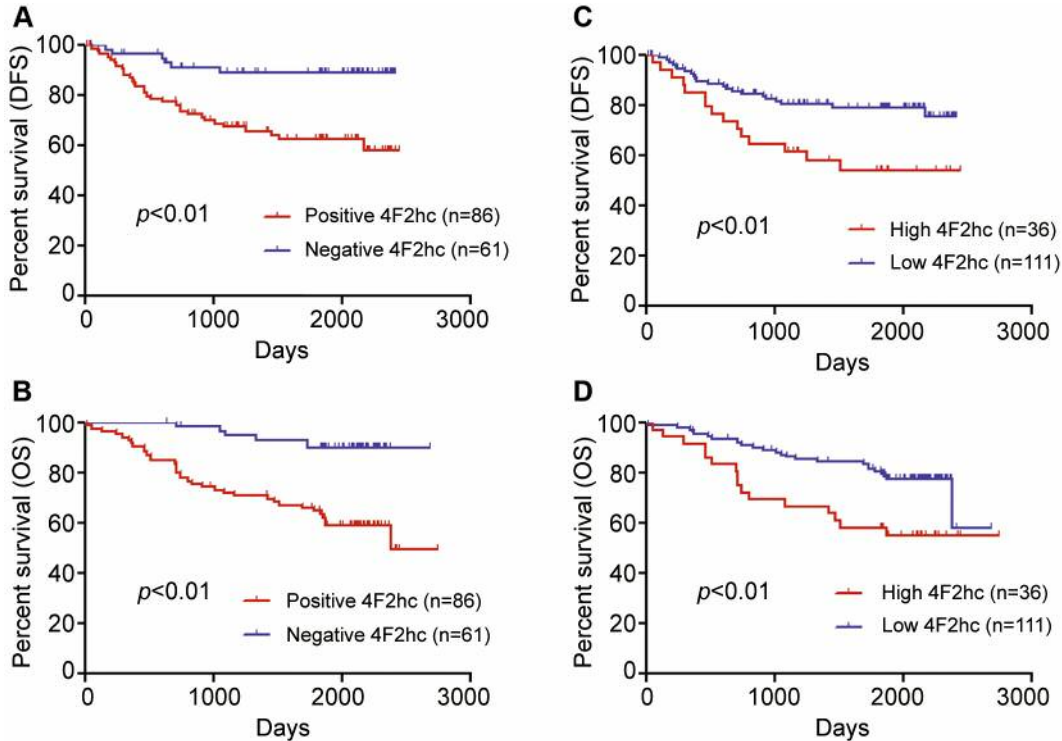 A
Percent survival (DFS)
100
80
60
40
20
0
p<0.01
Positive 4F2hc (n=86)
Negative 4F2hc (n=61)
0 1000 2000 3000
Days
B
Percent survival (OS)
100
80
60
40
20
0
p<0.01
Positive 4F2hc (n=86)
Negative 4F2hc (n=61)
0 1000 2000 3000
Days
C
Percent survival (DFS)
100
80
60
40
20
0
p<0.01
High 4F2hc (n=36)
Low 4F2hc (n=111)
0 1000 2000 3000
Days
D
Percent survival (OS)
100
80
60
40
20
0
p<0.01
High 4F2hc (n=36)
Low 4F2hc (n=111)
0 1000 2000 3000
Days